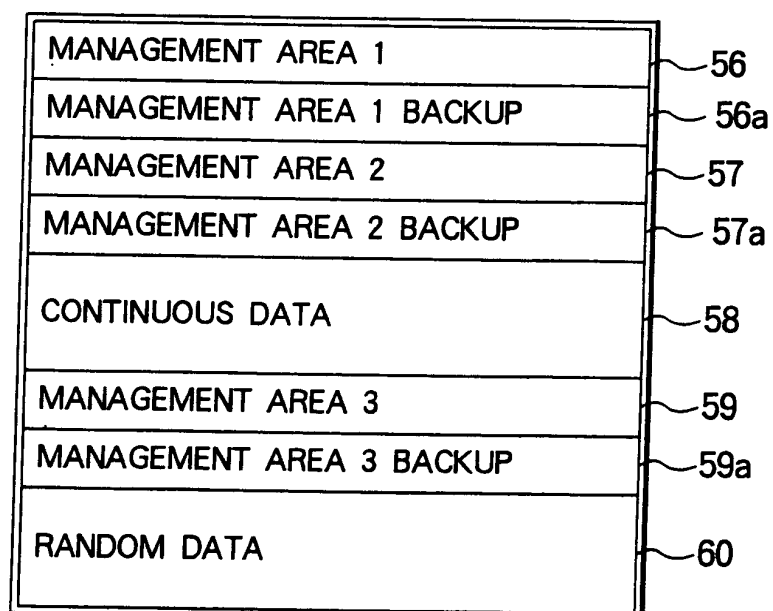 MANAGEMENT AREA 1 56
MANAGEMENT AREA 1 BACKUP 56a
MANAGEMENT AREA 2 57
MANAGEMENT AREA 2 BACKUP 57a
CONTINUOUS DATA 58
MANAGEMENT AREA 3 59
MANAGEMENT AREA 3 BACKUP 59a
RANDOM DATA 60